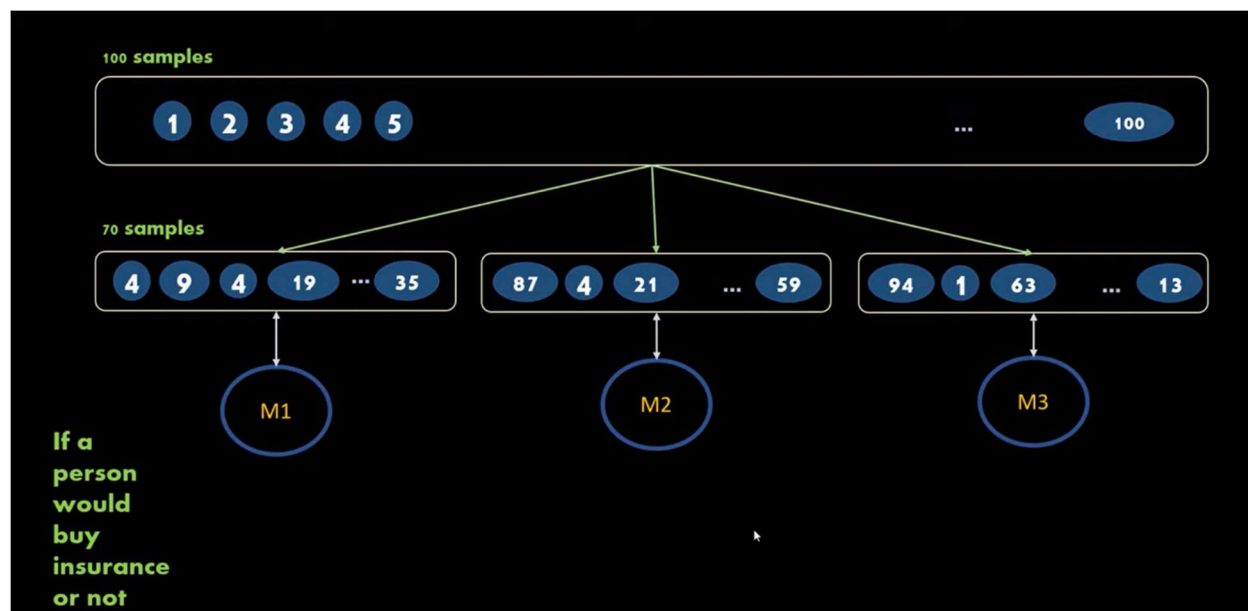 100 samples
1 2 3 4 5 ... 100
70 samples
4 9 4 19 ... 35
87 4 21 ... 59
94 1 63 ... 13
M1
M2
M3
If a
person
would
buy
insurance
or not